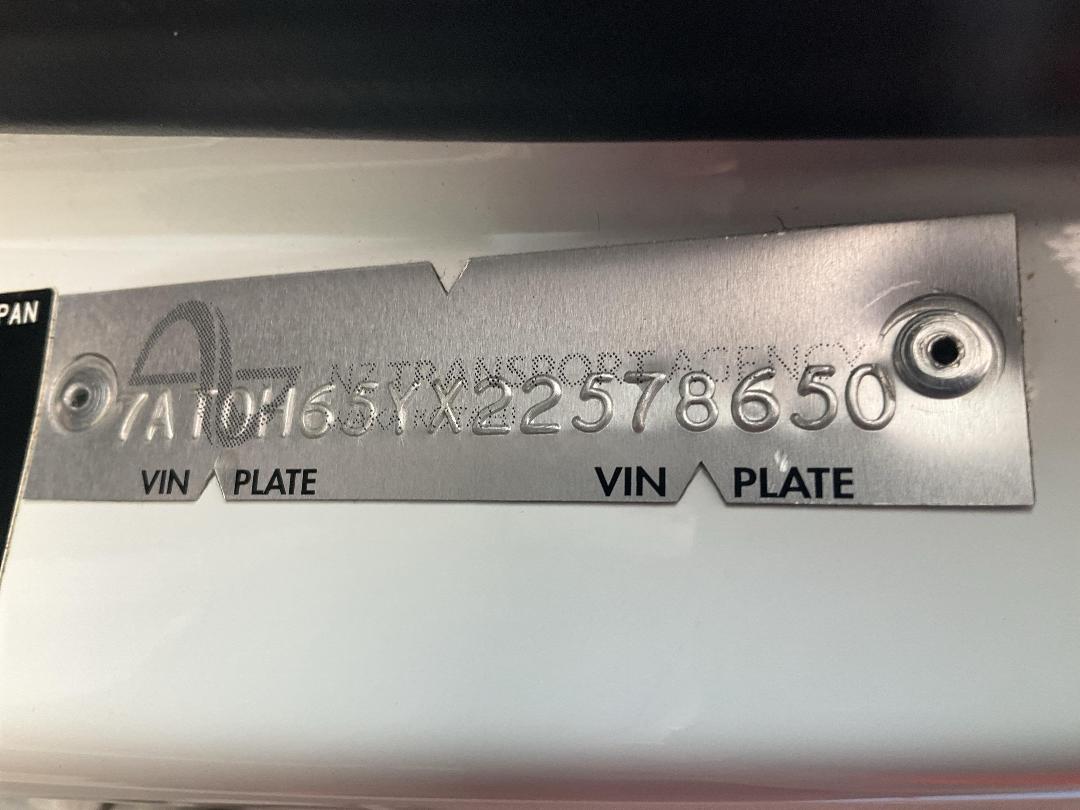 PAN
NZ TRANSPORT AGENCY
7AT0H65YX22578650
VIN PLATE VIN PLATE